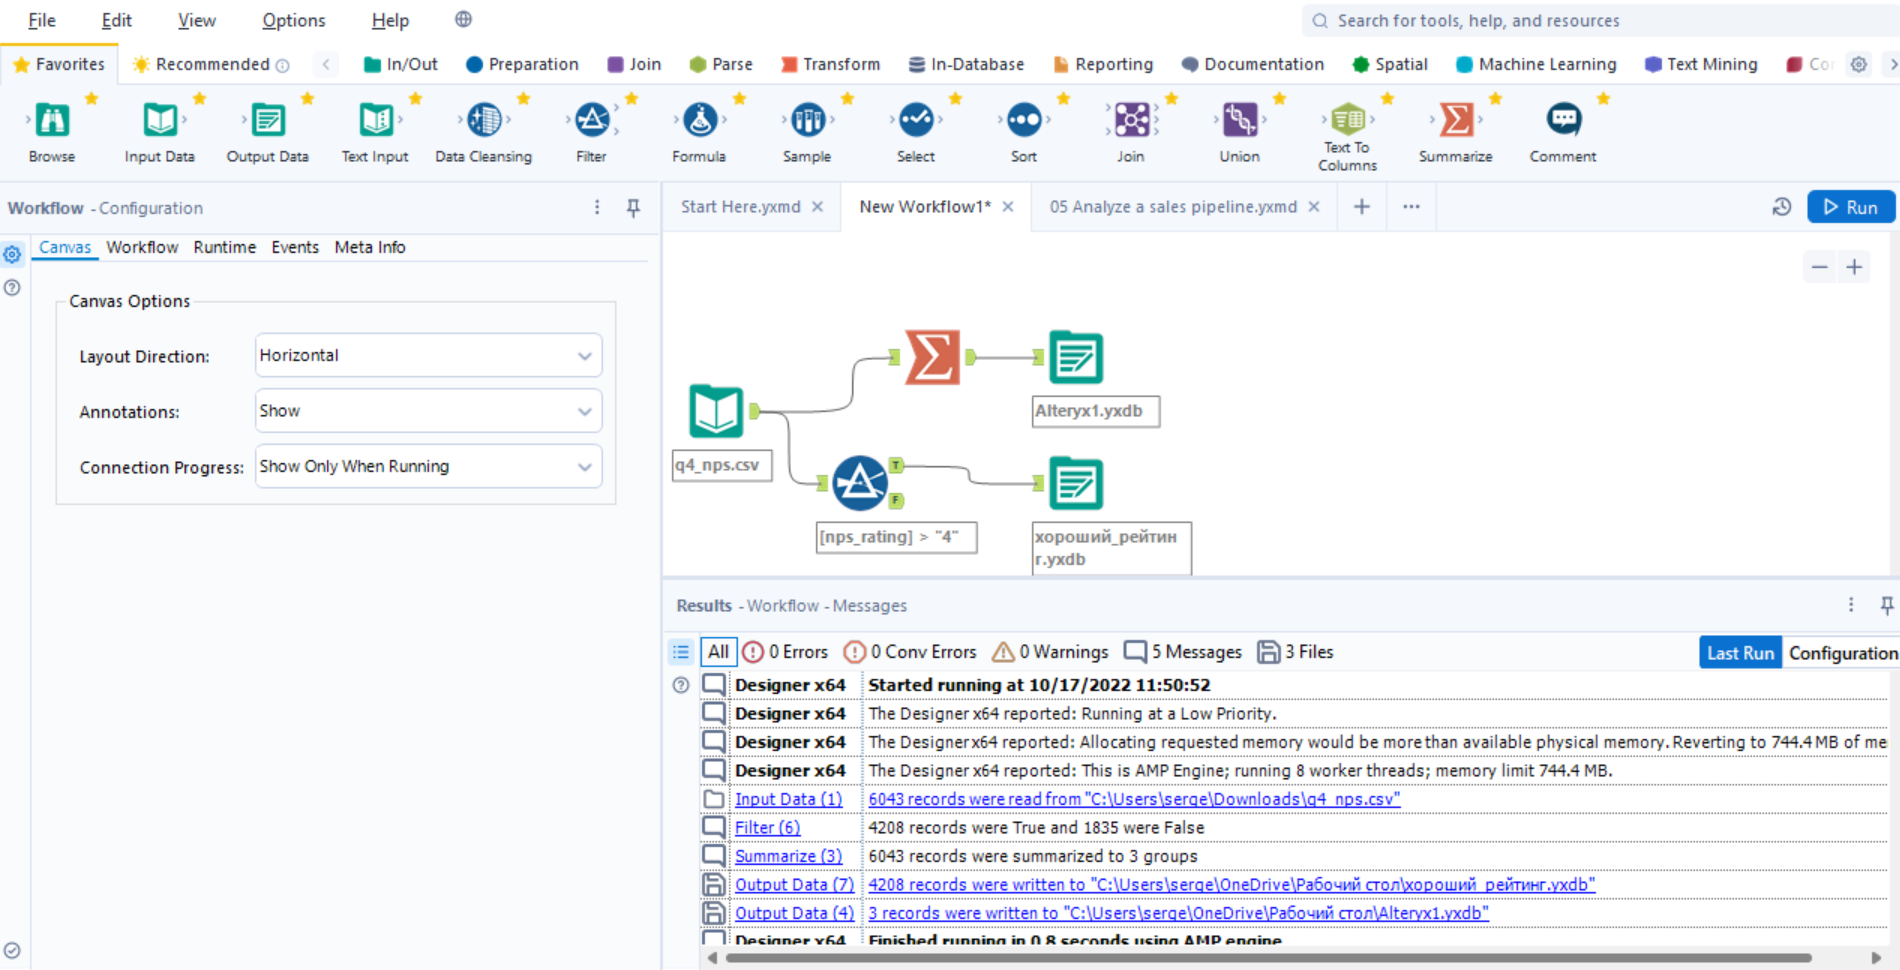 File Edit View Options Help Search for tools, help, and resources
Favorites Recommended In/Out Preparation Join Parse Transform In-Database Reporting Documentation Spatial Machine Learning Text Mining
Browse Input Data Output Data Text Input Data Cleansing Filter Formula Sample Select Sort Join Union Text To Columns Summarize Comment
Workflow - Configuration
Canvas Workflow Runtime Events Meta Info
Canvas Options
Layout Direction: Horizontal
Annotations: Show
Connection Progress: Show Only When Running
Start Here.yxmd New Workflow1* 05 Analyze a sales pipeline.yxmd Run
Alteryx1.yxdb
q4_nps.csv
T
F
[nps_rating] > "4"
хороший_рейтин
г.yxdb
Results - Workflow - Messages
All 0 Errors 0 Conv Errors 0 Warnings 5 Messages 3 Files Last Run Configuration
Designer x64 Started running at 10/17/2022 11:50:52
Designer x64 The Designer x64 reported: Running at a Low Priority.
Designer x64 The Designer x64 reported: Allocating requested memory would be more than available physical memory. Reverting to 744.4 MB of me
Designer x64 The Designer x64 reported: This is AMP Engine; running 8 worker threads; memory limit 744.4 MB.
Input Data (1) 6043 records were read from "C:\Users\serge\Downloads\q4_nps.csv"
Filter (6) 4208 records were True and 1835 were False
Summarize (3) 6043 records were summarized to 3 groups
Output Data (7) 4208 records were written to "C:\Users\serge\OneDrive\Рабочий стол\хороший_рейтинг.yxdb"
Output Data (4) 3 records were written to "C:\Users\serge\OneDrive\Рабочий стол\Alteryx1.yxdb"
Designer x64 Finished running in 0.8 seconds using AMP engine